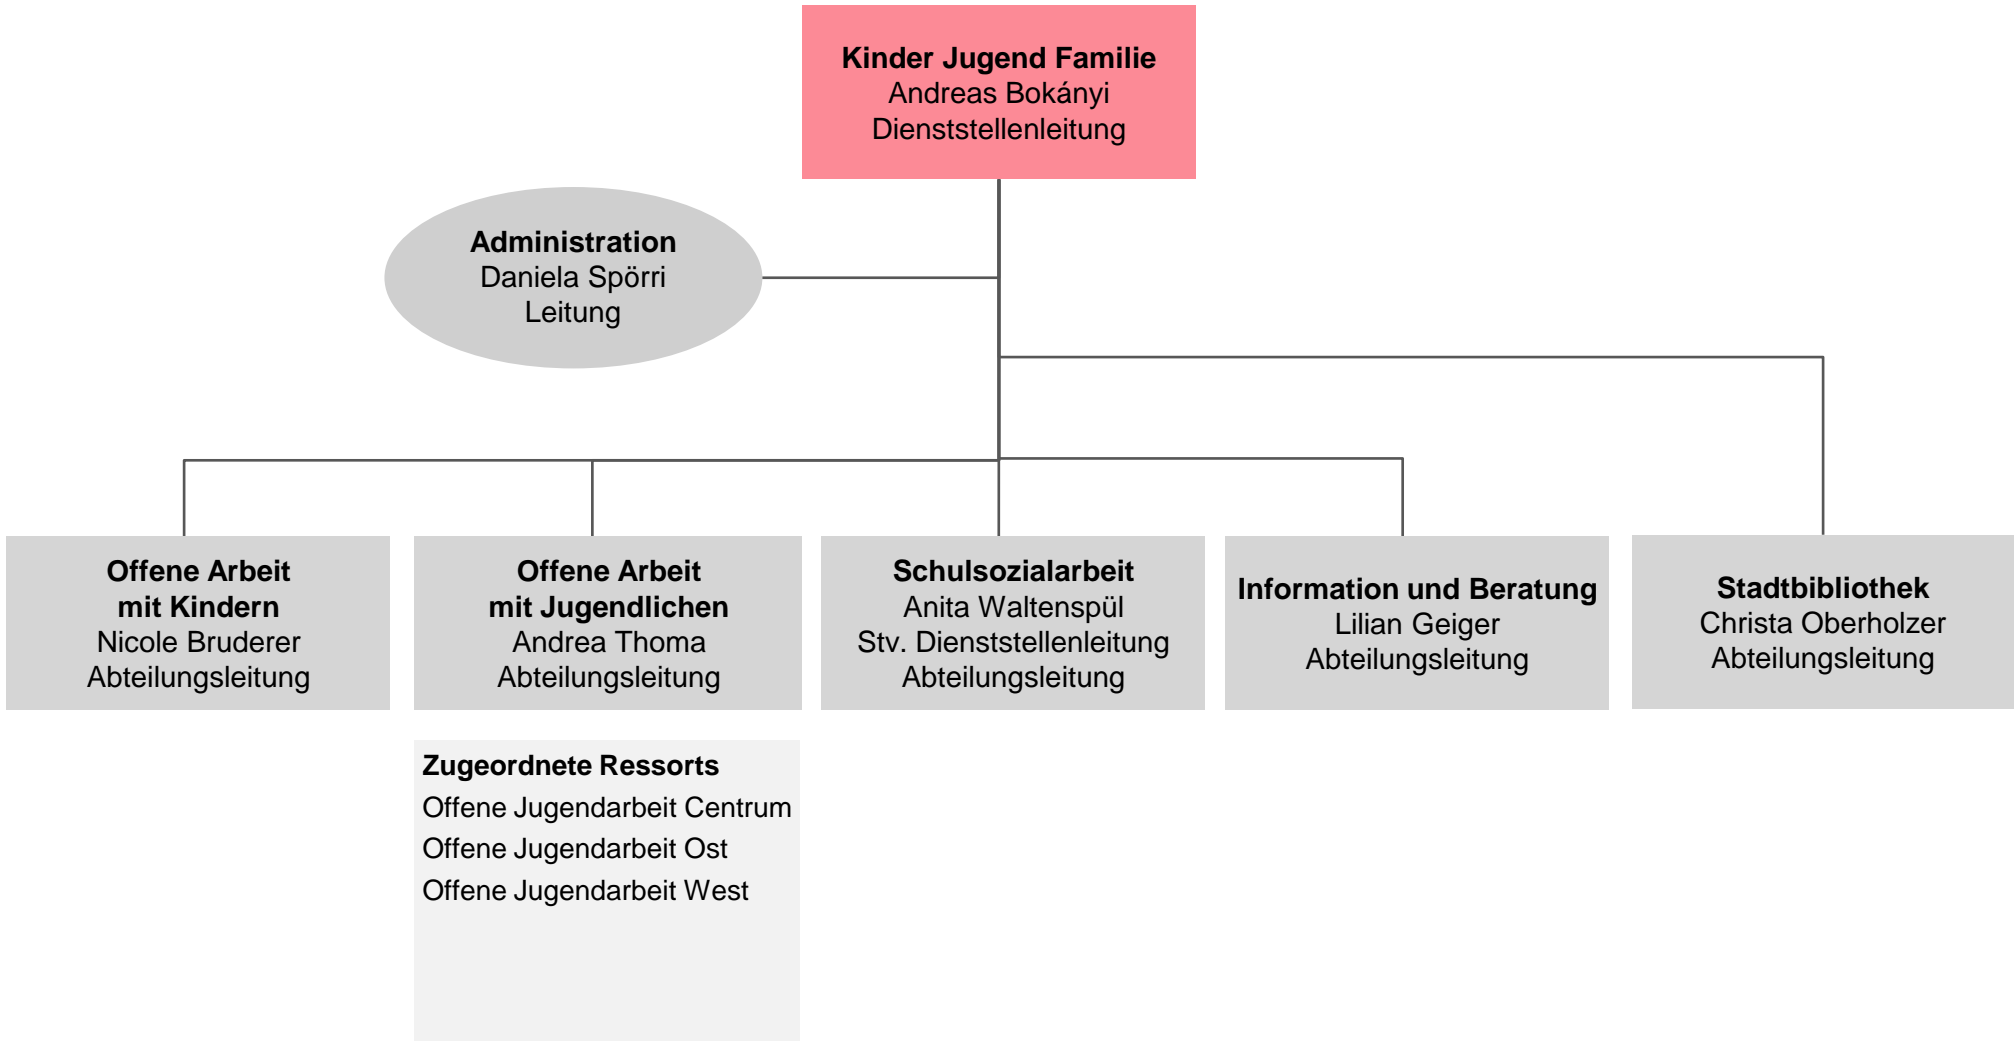 Kinder Jugend Familie
Andreas Bokányi
Dienststellenleitung
Administration
Daniela Spörri
Leitung
Offene Arbeit
mit Kindern
Nicole Bruderer
Abteilungsleitung
Offene Arbeit
mit Jugendlichen
Andrea Thoma
Abteilungsleitung
Schulsozialarbeit
Anita Waltenspül
Stv. Dienststellenleitung
Abteilungsleitung
Information und Beratung
Lilian Geiger
Abteilungsleitung
Stadtbibliothek
Christa Oberholzer
Abteilungsleitung
Zugeordnete Ressorts
Offene Jugendarbeit Centrum
Offene Jugendarbeit Ost
Offene Jugendarbeit West